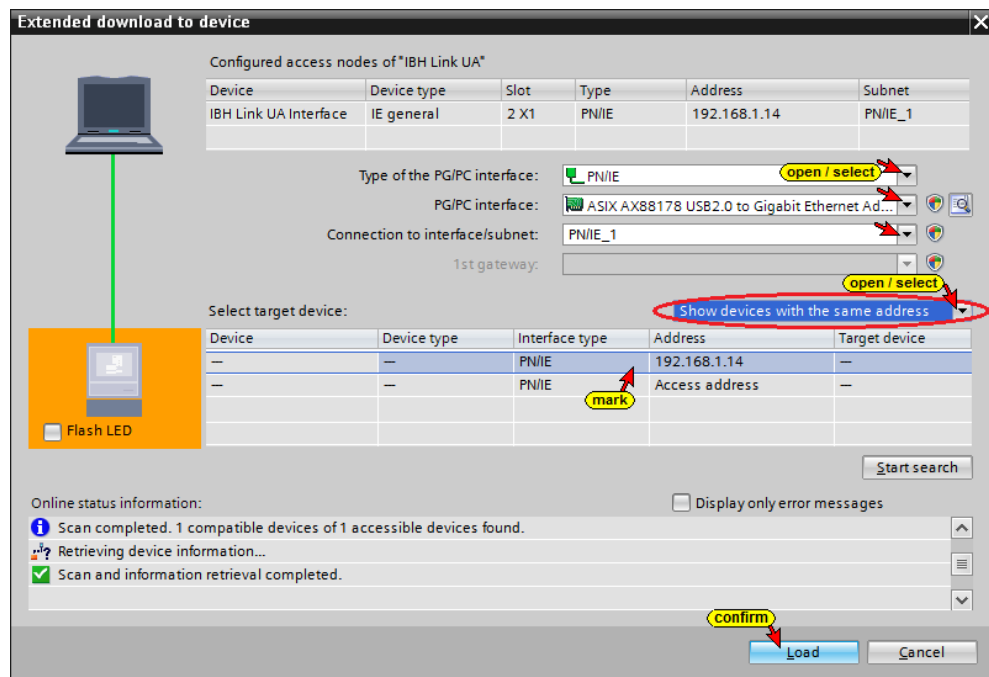 Extended download to device
Configured access nodes of "IBH Link UA"
Device Device type Slot Type Address Subnet
IBH Link UA Interface IE general 2 X1 PN/IE 192.168.1.14 PN/IE_1
Type of the PG/PC interface: PN/IE open / select
PG/PC interface: ASIX AX88178 USB2.0 to Gigabit Ethernet Ad...
Connection to interface/subnet: PN/IE_1
1st gateway:
open / select
Select target device: Show devices with the same address
Device Device type Interface type Address Target device
— — PN/IE 192.168.1.14 —
— — PN/IE Access address —
mark
Flash LED
Start search
Online status information: Display only error messages
Scan completed. 1 compatible devices of 1 accessible devices found.
Retrieving device information...
Scan and information retrieval completed.
confirm
Load Cancel